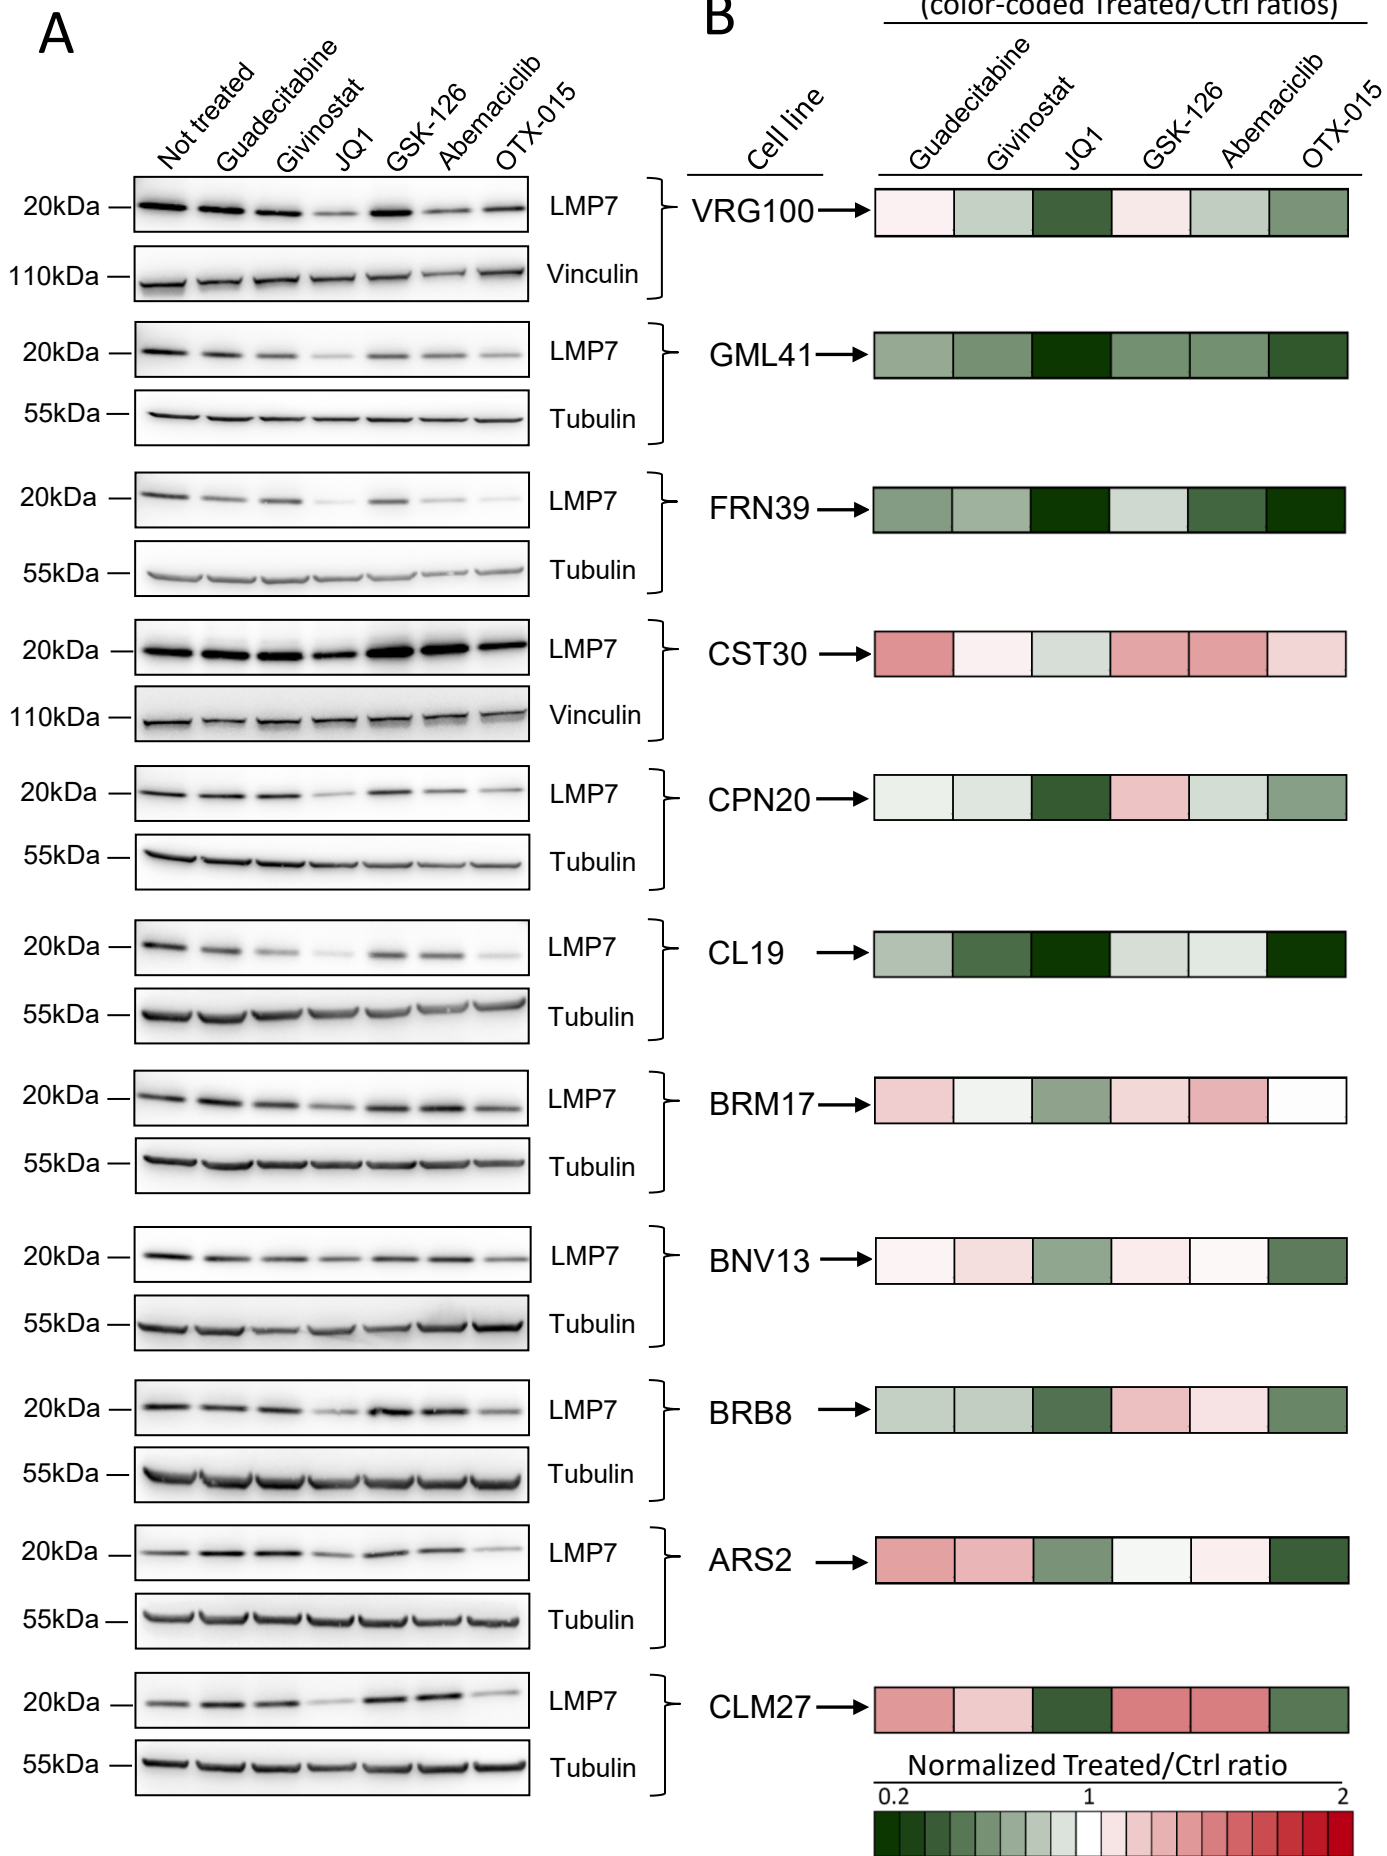 A
Not treated
Guadecitabine
Givinostat
JQ1
GSK-126
Abemaciclib
OTX-015
20kDa
LMP7
110kDa
Vinculin
20kDa
LMP7
55kDa
Tubulin
20kDa
LMP7
55kDa
Tubulin
20kDa
LMP7
110kDa
Vinculin
20kDa
LMP7
55kDa
Tubulin
20kDa
LMP7
55kDa
Tubulin
20kDa
LMP7
55kDa
Tubulin
20kDa
LMP7
55kDa
Tubulin
20kDa
LMP7
55kDa
Tubulin
20kDa
LMP7
55kDa
Tubulin
20kDa
LMP7
55kDa
Tubulin
B
(color-coded Treated/Ctrl ratios)
Cell line
Guadecitabine
Givinostat
JQ1
GSK-126
Abemaciclib
OTX-015
VRG100
GML41
FRN39
CST30
CPN20
CL19
BRM17
BNV13
BRB8
ARS2
CLM27
Normalized Treated/Ctrl ratio
0.2 1 2